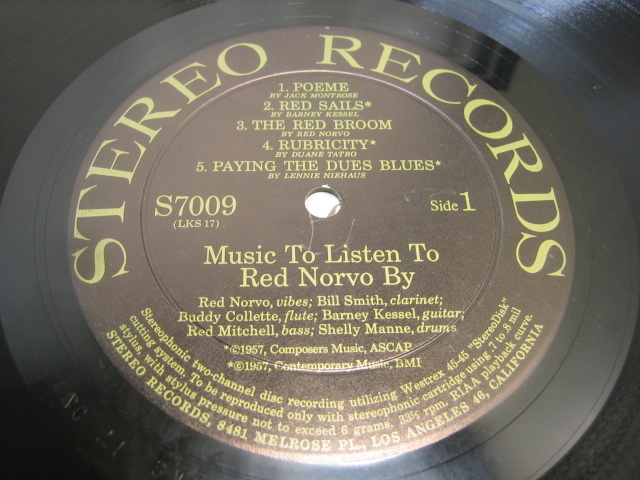 STEREO RECORDS
1. POEME
BY JACK MONTROSE
2. RED SAILS*
BY BARNEY KESSEL
3. THE RED BROOM
BY RED NORVO
4. RUBRICITY*
BY DUANE TATRO
5. PAYING THE DUES BLUES*
BY LENNIE NIEHAUS
S7009
(LKS 17)
Side 1
Music To Listen To
Red Norvo By
Red Norvo, vibes; Bill Smith, clarinet;
Buddy Collette, flute; Barney Kessel, guitar;
Red Mitchell, bass; Shelly Manne, drums
*©1957, Composers Music, ASCAP
*©1957, Contemporary Music, BMI
Stereophonic two-channel disc recording utilizing Westrex 45-45 "StereoDisk"
cutting system. To be reproduced only with stereophonic cartridge using .7 to .8 mil
stylus, with stylus pressure not to exceed 6 grams. 33⅓ rpm. RIAA playback curve.
STEREO RECORDS, 8481 MELROSE PL., LOS ANGELES 46, CALIFORNIA